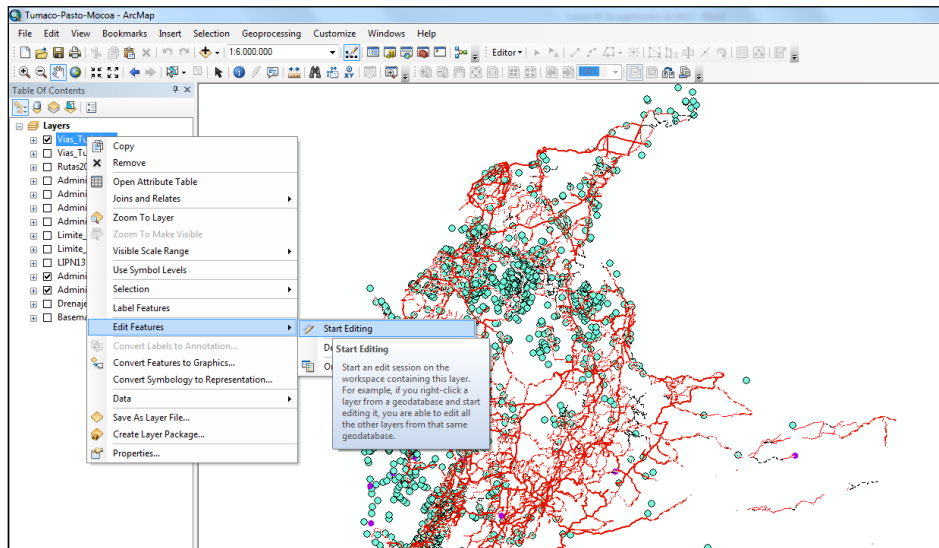 Tumaco-Pasto-Mocoa - ArcMap
File Edit View Bookmarks Insert Selection Geoprocessing Customize Windows Help
1:6.000.000
Editor
100%
Table Of Contents
Layers
Vias_Tu
Vias_Tu
Rutas20
Admini
Admini
Admini
Admini
Limite_
Limite_
LIPN13
Admini
Admini
Drenaje
Basema
Copy
Remove
Open Attribute Table
Joins and Relates
Zoom To Layer
Zoom To Make Visible
Visible Scale Range
Use Symbol Levels
Selection
Label Features
Edit Features
Convert Labels to Annotation...
Convert Features to Graphics...
Convert Symbology to Representation...
Data
Save As Layer File...
Create Layer Package...
Properties...
Start Editing
De
Or
Start Editing
Start an edit session on the
workspace containing this layer.
For example, if you right-click a
layer from a geodatabase and start
editing it, you are able to edit all
the other layers from that same
geodatabase.